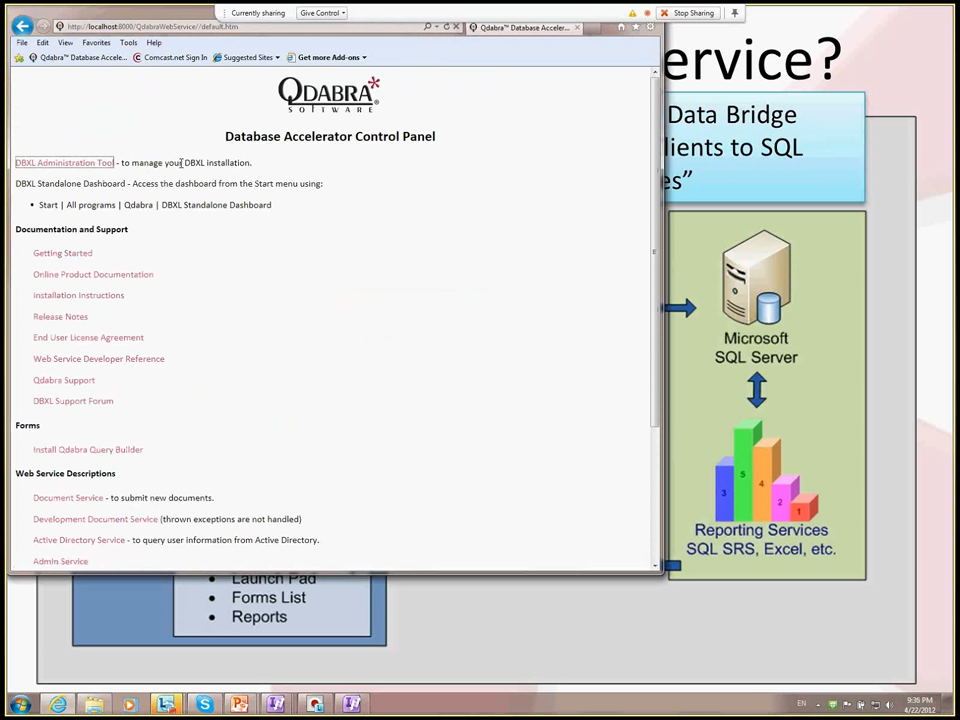 Currently sharing
Give Control
Stop Sharing
http://localhost:8000/QdabraWebService//default.htm
Qdabra™ Database Acceler...
File Edit View Favorites Tools Help
Qdabra™ Database Accele...
Comcast.net Sign In
Suggested Sites
Get more Add-ons
ervice?
Data Bridge
lients to SQL
es”
QDABRA
SOFTWARE
Database Accelerator Control Panel
DBXL Administration Tool - to manage your DBXL installation.
DBXL Standalone Dashboard - Access the dashboard from the Start menu using:
• Start | All programs | Qdabra | DBXL Standalone Dashboard
Documentation and Support
Getting Started
Online Product Documentation
Installation Instructions
Release Notes
End User License Agreement
Web Service Developer Reference
Qdabra Support
DBXL Support Forum
Forms
Install Qdabra Query Builder
Web Service Descriptions
Document Service - to submit new documents.
Development Document Service (thrown exceptions are not handled)
Active Directory Service - to query user information from Active Directory.
Admin Service
Microsoft
SQL Server
3
5
4
2
1
Reporting Services
SQL SRS, Excel, etc.
• Launch Pad
• Forms List
• Reports
EN
9:36 PM
4/22/2012